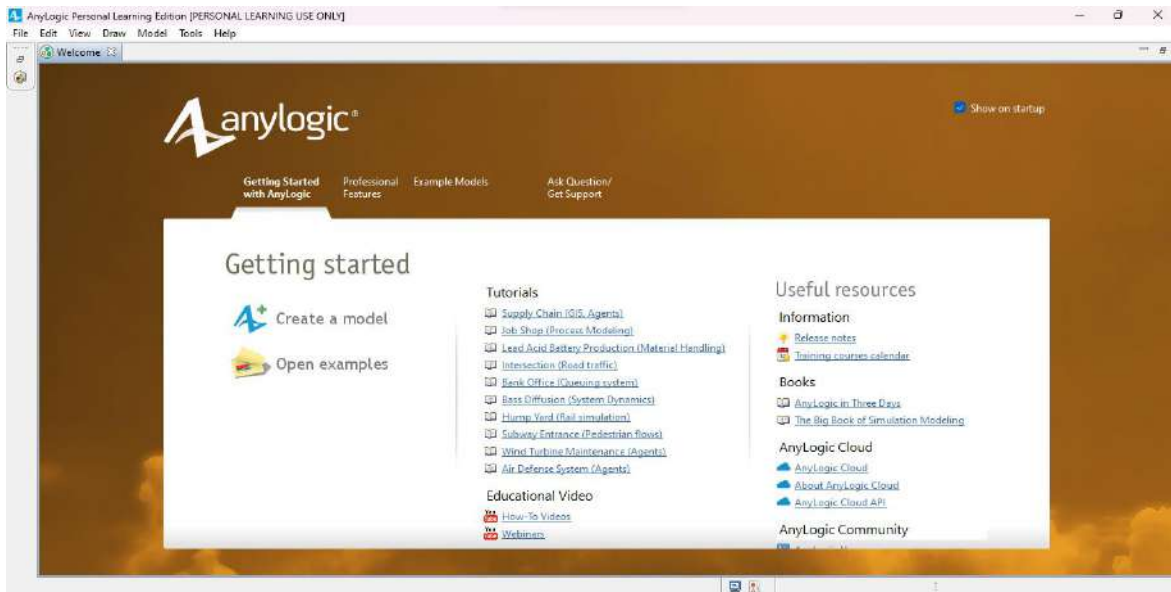 AnyLogic Personal Learning Edition [PERSONAL LEARNING USE ONLY]
File Edit View Draw Model Tools Help
Welcome
anylogic®
Show on startup
Getting Started with AnyLogic
Professional Features
Example Models
Ask Question/ Get Support
Getting started
Create a model
Open examples
Tutorials
Supply Chain (GIS, Agents)
Job Shop (Process Modeling)
Lead Acid Battery Production (Material Handling)
Intersection (Road traffic)
Bank Office (Queuing system)
Bass Diffusion (System Dynamics)
Hump Yard (Rail simulation)
Subway Entrance (Pedestrian flows)
Wind Turbine Maintenance (Agents)
Air Defense System (Agents)
Educational Video
How-To Videos
Webinars
Useful resources
Information
Release notes
Training courses calendar
Books
AnyLogic in Three Days
The Big Book of Simulation Modeling
AnyLogic Cloud
AnyLogic Cloud
About AnyLogic Cloud
AnyLogic Cloud API
AnyLogic Community